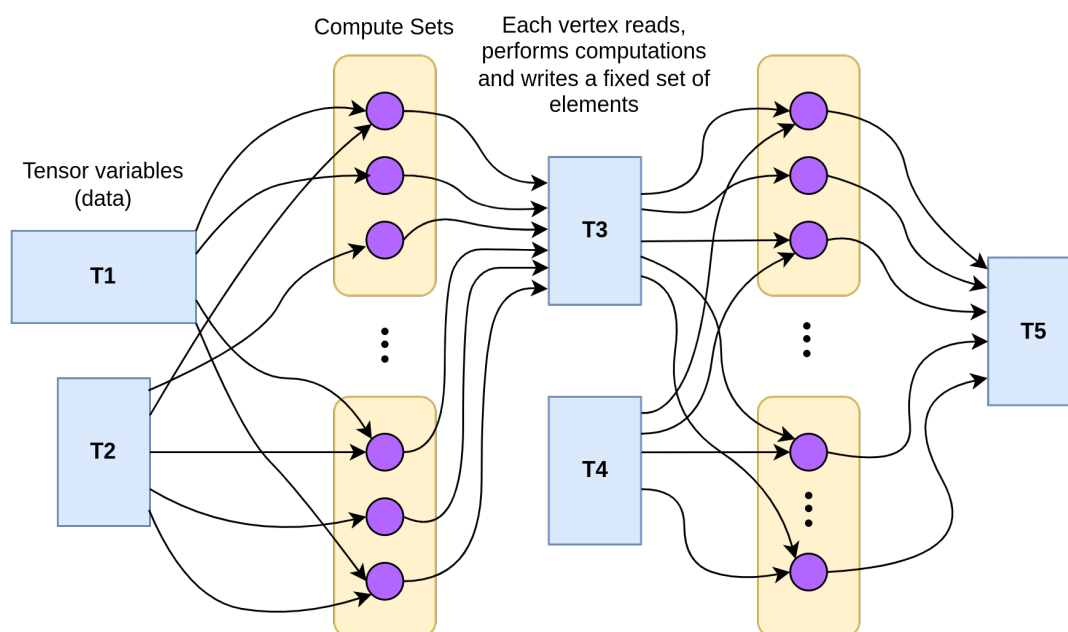 Compute Sets
Each vertex reads,
performs computations
and writes a fixed set of
elements
Tensor variables
(data)
T1
T2
T3
T4
T5